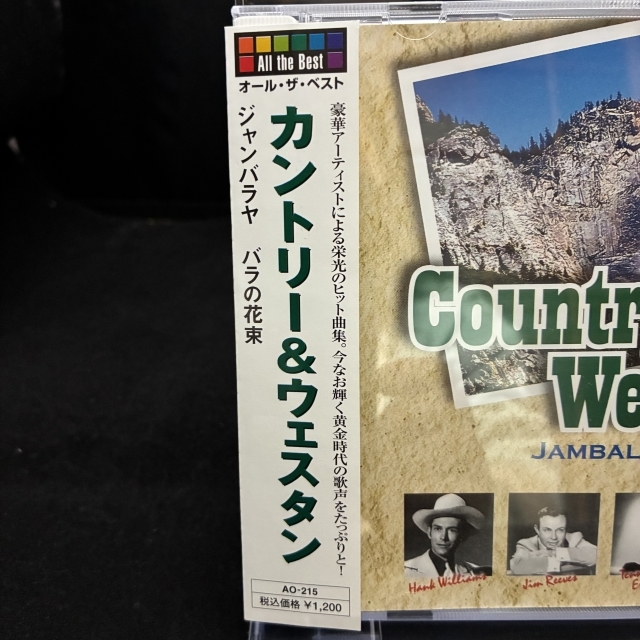 All the Best
オール・ザ・ベスト
豪華アーティストによる栄光のヒット曲集。今なお輝く黄金時代の歌声をたっぷりと!
カントリー&ウェスタン
ジャンバラヤ バラの花束
AO-215
税込価格 ¥1,200
Countr
We
JAMBAL
Hank Williams
Jim Reeves